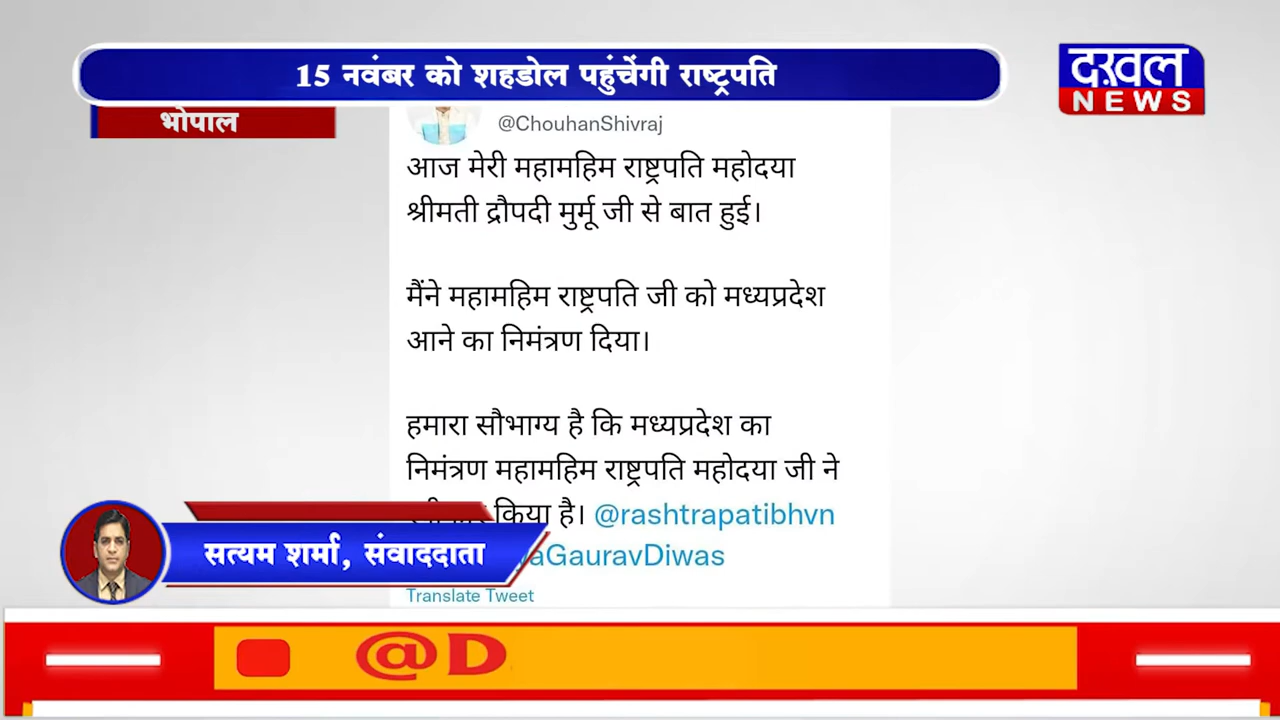 15 नवंबर को शहडोल पहुंचेंगी राष्ट्रपति
दख़ल
NEWS
भोपाल
@ChouhanShivraj
आज मेरी महामहिम राष्ट्रपति महोदया
श्रीमती द्रौपदी मुर्मू जी से बात हुई।
मैंने महामहिम राष्ट्रपति जी को मध्यप्रदेश
आने का निमंत्रण दिया।
हमारा सौभाग्य है कि मध्यप्रदेश का
निमंत्रण महामहिम राष्ट्रपति महोदया जी ने
किया है। @rashtrapatibhvn
aGauravDiwas
सत्यम शर्मा, संवाददाता
Translate Tweet
@D